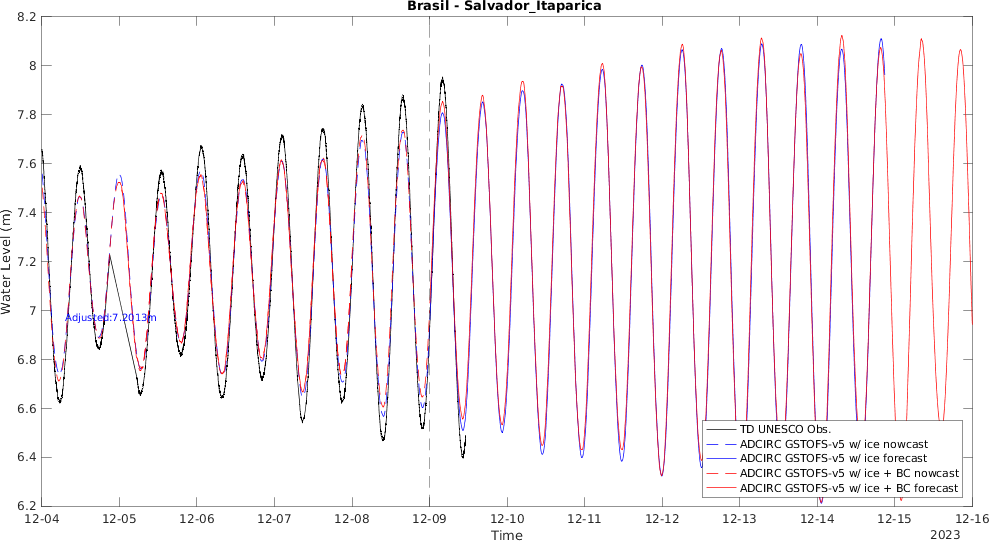 Brasil - Salvador_Itaparica
8.2
8
7.8
7.6
7.4
7.2
7
6.8
6.6
6.4
6.2
Water Level (m)
Adjusted:7.2013m
TD UNESCO Obs.
ADCIRC GSTOFS-v5 w/ ice nowcast
ADCIRC GSTOFS-v5 w/ ice forecast
ADCIRC GSTOFS-v5 w/ ice + BC nowcast
ADCIRC GSTOFS-v5 w/ ice + BC forecast
12-04 12-05 12-06 12-07 12-08 12-09 12-10 12-11 12-12 12-13 12-14 12-15 12-16
Time
2023